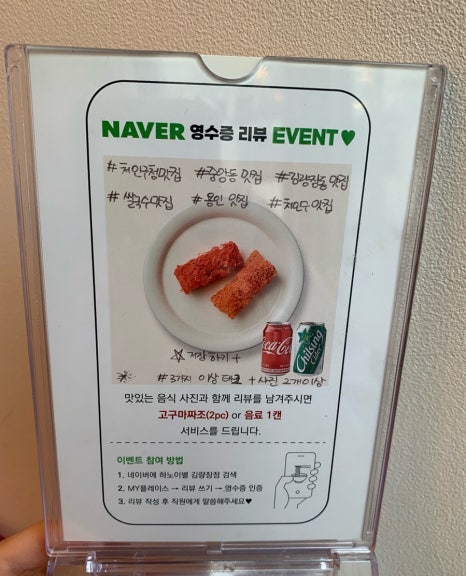 NAVER 영수증 리뷰 EVENT♥
#처인구청맛집 #중앙동 맛집 #김량장동 맛집
#쌀국수맛집 #용인 맛집 #처인구 맛집
Coca-Cola
Chilsung
Cider
☆ 저장 하기 +
#3가지 이상 태그 + 사진 2개이상
맛있는 음식 사진과 함께 리뷰를 남겨주시면
고구마짜조(2pc) or 음료 1캔
서비스를 드립니다.
이벤트 참여 방법
1. 네이버에 하노이별 김량장점 검색
2. MY플레이스 → 리뷰 쓰기 → 영수증 인증
3. 리뷰 작성 후 직원에게 말씀해주세요♥